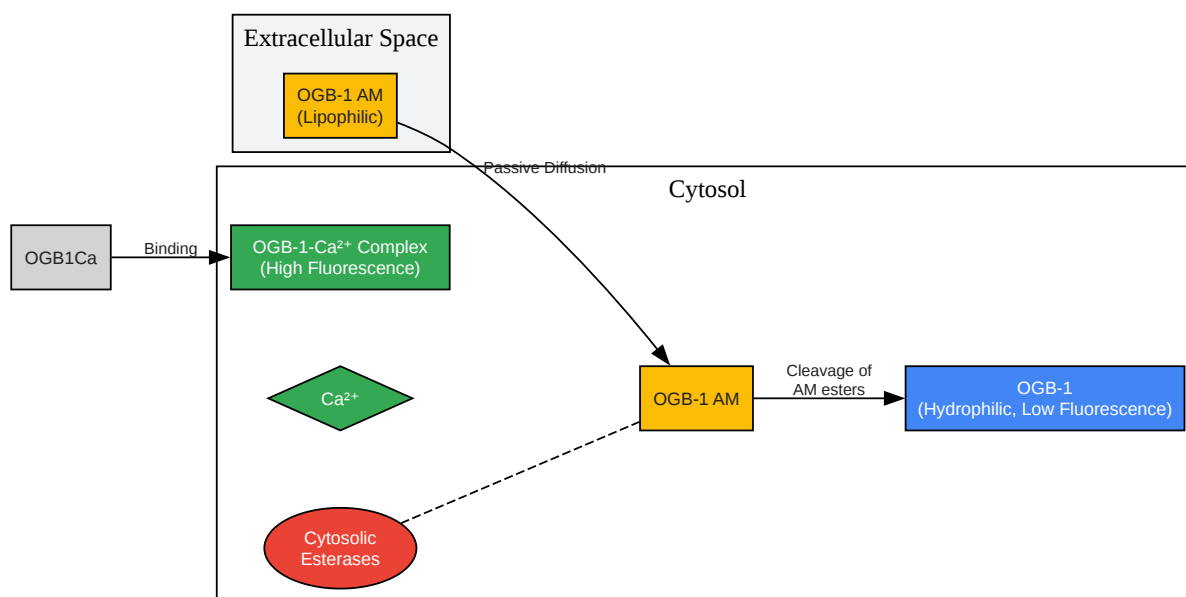 Extracellular Space
OGB-1 AM
(Lipophilic)
Passive Diffusion
Cytosol
OGB1Ca
Binding
OGB-1-Ca²⁺ Complex
(High Fluorescence)
Ca²⁺
OGB-1 AM
Cleavage of
AM esters
OGB-1
(Hydrophilic, Low Fluorescence)
Cytosolic
Esterases